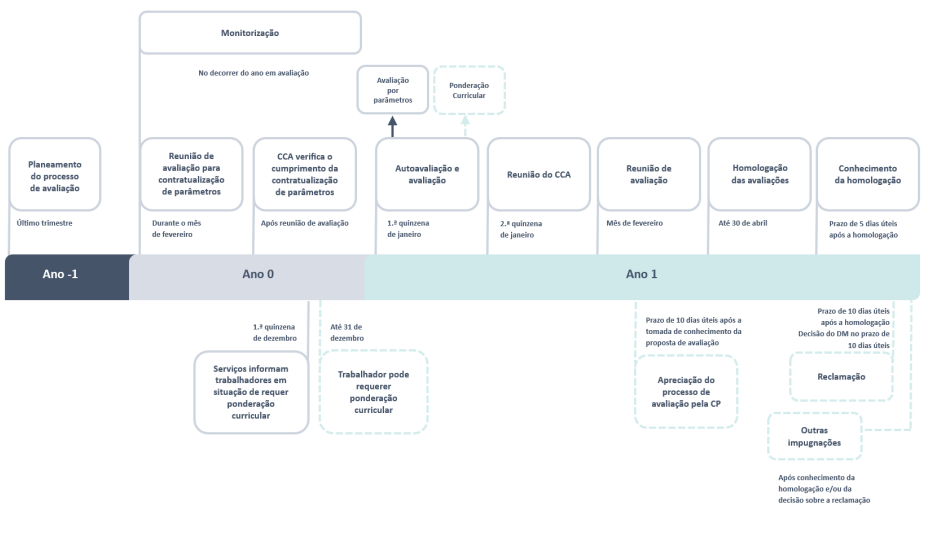 Monitorização
No decorrer do ano em avaliação
Avaliação
por
parâmetros
Ponderação
Curricular
Planeamento
do processo
de avaliação
Reunião de
avaliação para
contratualização
de parâmetros
CCA verifica o
cumprimento da
contratualização
de parâmetros
Autoavaliação e
avaliação
Reunião do CCA
Reunião de
avaliação
Homologação
das avaliações
Conhecimento
da homologação
Último trimestre
Durante o mês
de fevereiro
Após reunião de avaliação
1.ª quinzena
de janeiro
2.ª quinzena
de janeiro
Mês de fevereiro
Até 30 de abril
Prazo de 5 dias úteis
após a homologação
Ano -1
Ano 0
Ano 1
1.ª quinzena
de dezembro
Serviços informam
trabalhadores em
situação de requer
ponderação
curricular
Até 31 de
dezembro
Trabalhador pode
requerer
ponderação
curricular
Prazo de 10 dias úteis após a
tomada de conhecimento da
proposta de avaliação
Apreciação do
processo de
avaliação pela CP
Prazo de 10 dias úteis
após a homologação
Decisão do DM no prazo de
10 dias úteis
Reclamação
Outras
impugnações
Após conhecimento da
homologação e/ou da
decisão sobre a reclamação